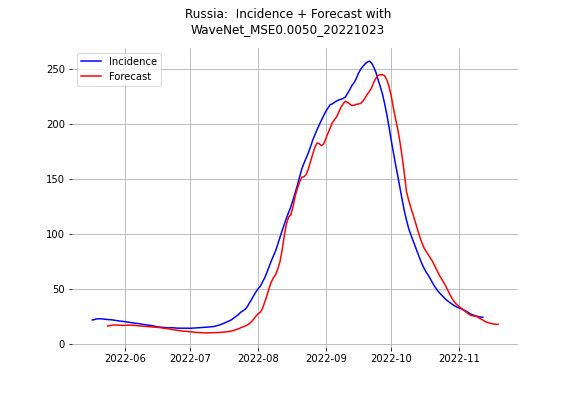 Russia:  Incidence + Forecast with
WaveNet_MSE0.0050_20221023
Incidence
Forecast
250
200
150
100
50
0
2022-06 2022-07 2022-08 2022-09 2022-10 2022-11